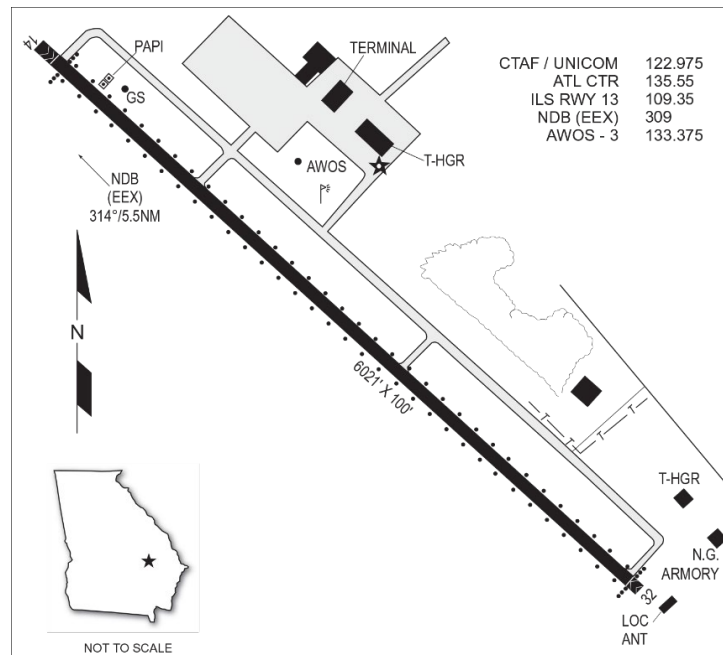 14
PAPI
GS
TERMINAL
CTAF / UNICOM 122.975
ATL CTR 135.55
ILS RWY 13 109.35
NDB (EEX) 309
AWOS - 3 133.375
AWOS
T-HGR
NDB
(EEX)
314°/5.5NM
N
6021' X 100'
T
T
T
T
T-HGR
N.G.
ARMORY
32
LOC
ANT
NOT TO SCALE